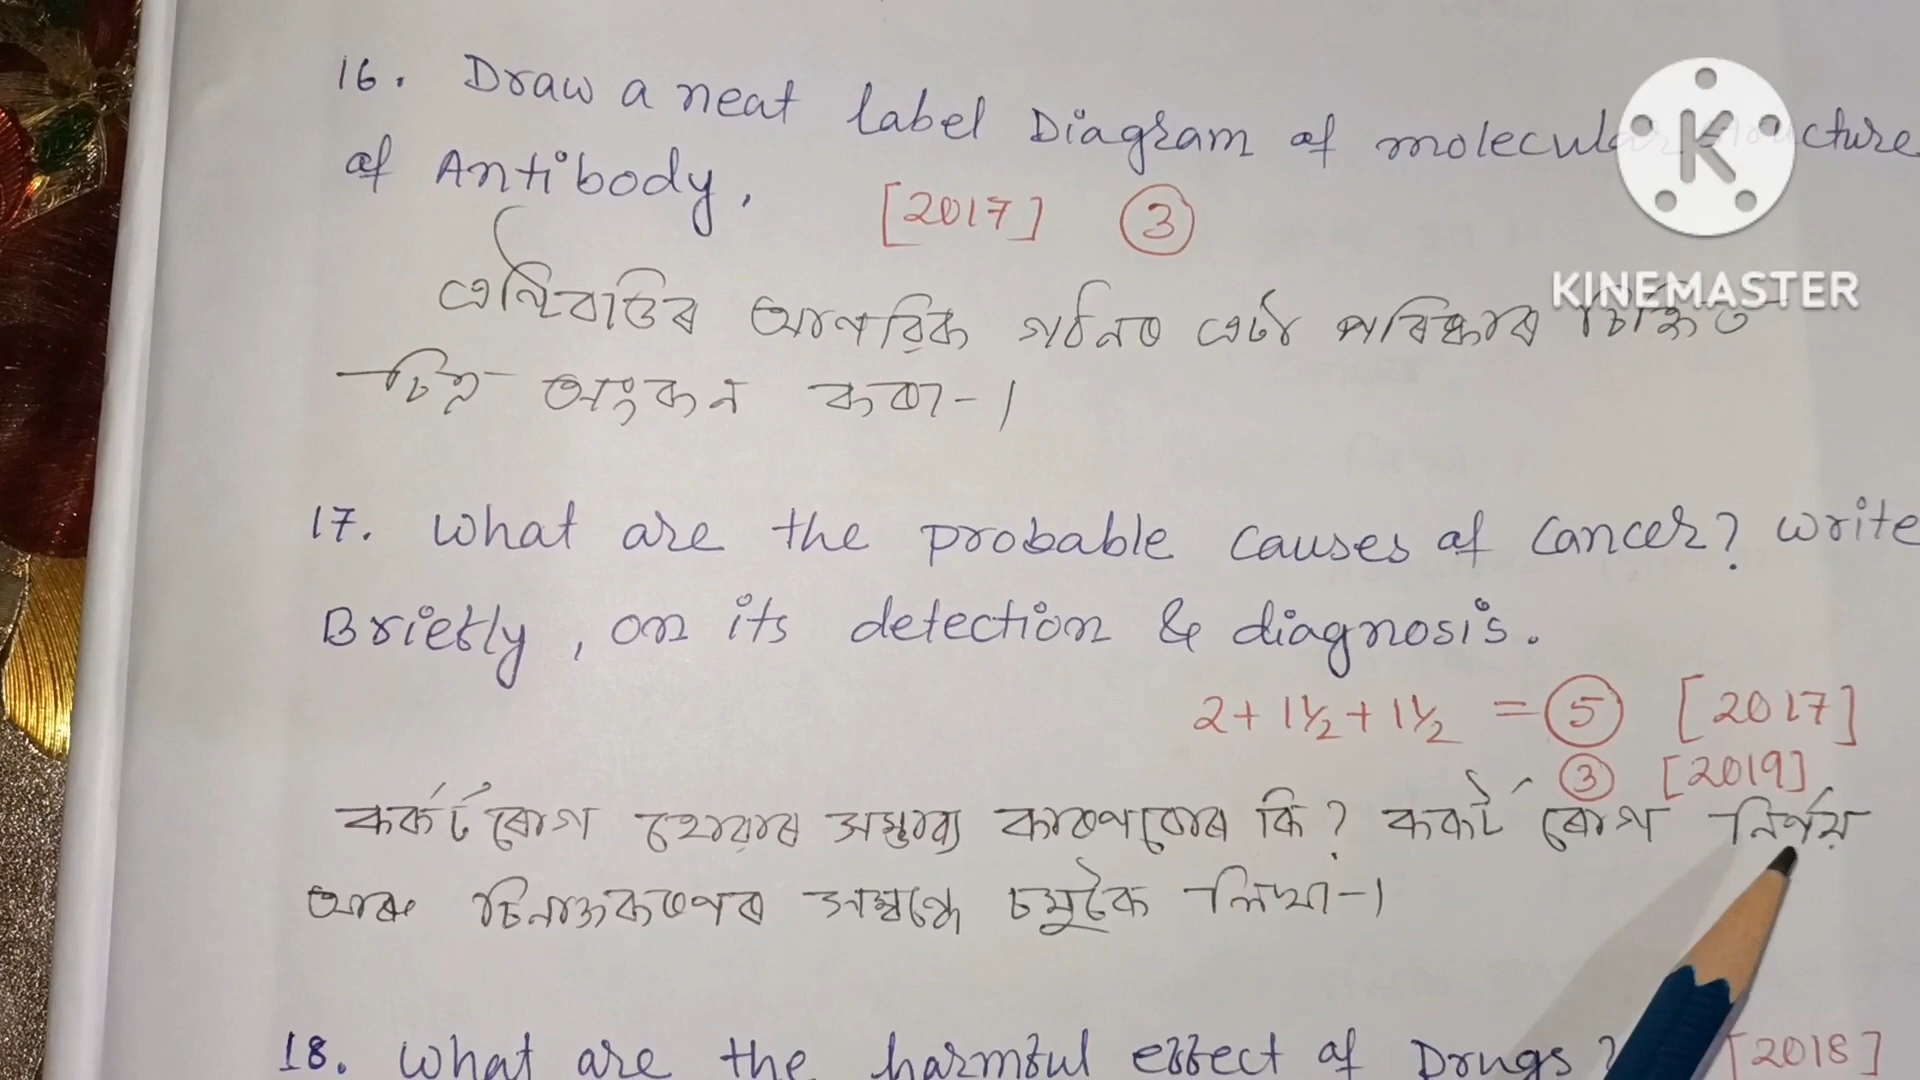 16. Draw a neat label Diagram of molecular structure
of Antibody. [2017] 3
KINEMASTER
এন্টিবডিৰ আণৱিক গঠনৰ এটা পৰিষ্কাৰ চিহ্নিত
চিত্ৰ অংকন কৰা।
17. What are the probable causes of cancer? write
Briefly, on its detection & diagnosis.
2 + 1½ + 1½ = 5 [2017]
3 [2019]
কৰ্কট ৰোগ হোৱাৰ সম্ভাব্য কাৰণবোৰ কি? কৰ্কট ৰোগ নিৰ্ণয়
আৰু চিনাক্তকৰণৰ সম্বন্ধে চমুকৈ লিখা।
18. What are the harmful effect of Drugs? [2018]